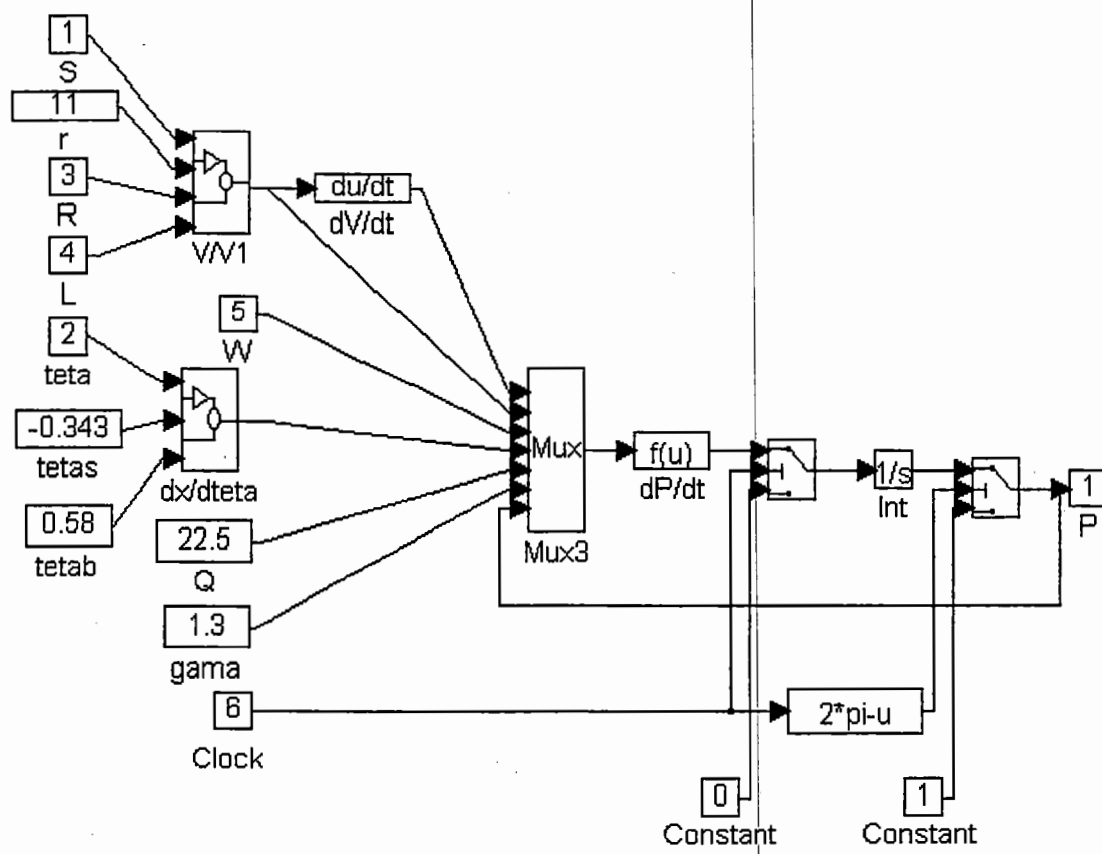 1
S
11
r
3
R
4
L
V/V1
du/dt
dV/dt
5
W
2
teta
-0.343
tetas
0.58
tetab
dx/dteta
22.5
Q
1.3
gama
6
Clock
Mux
Mux3
f(u)
dP/dt
1/s
Int
1
P
2*pi-u
0
Constant
1
Constant